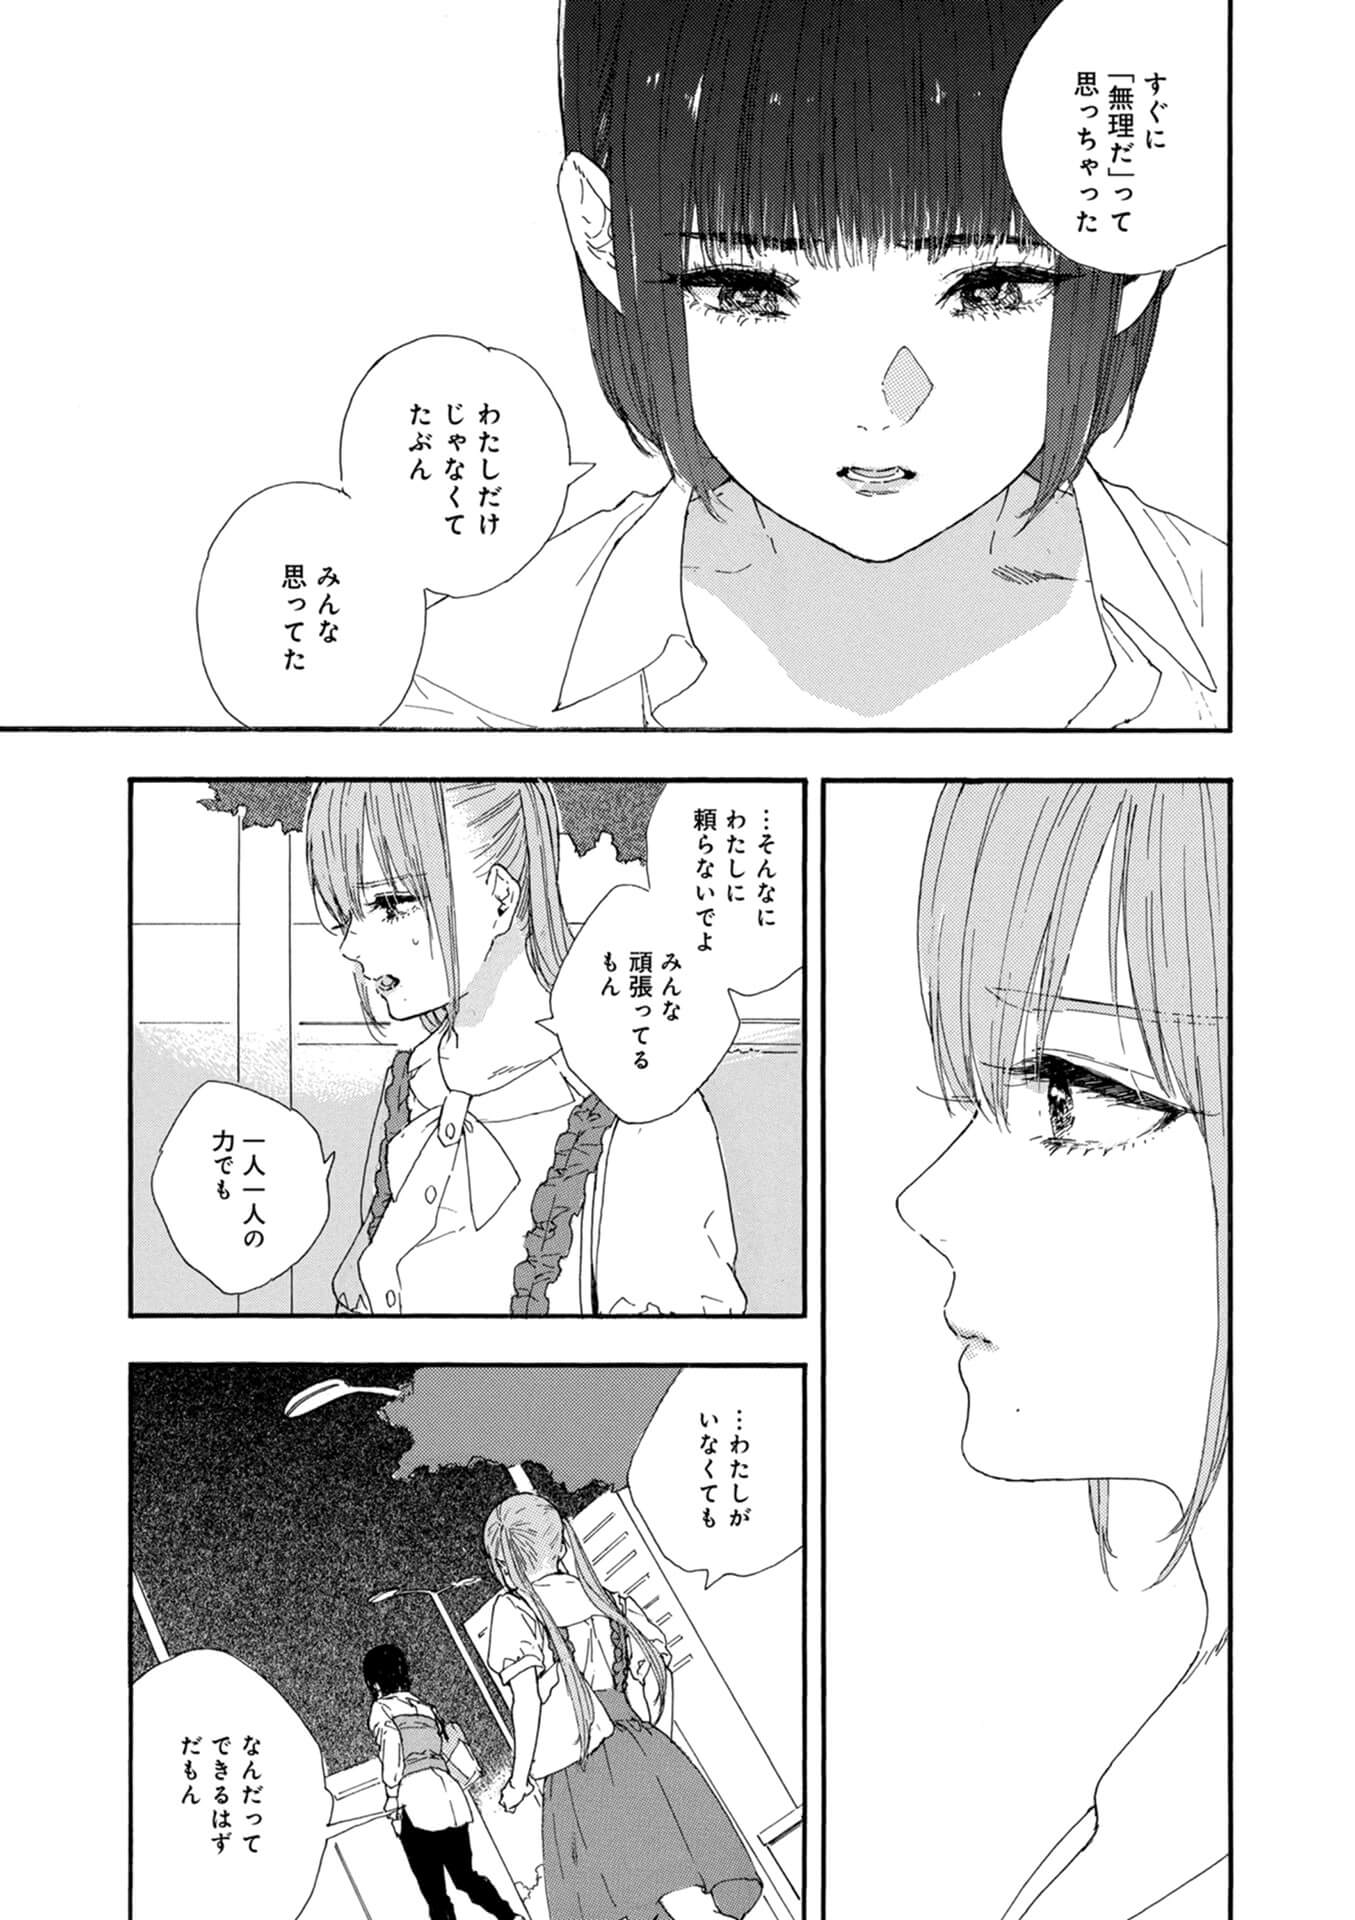 すぐに
「無理だ」って
思っちゃった
わたしだけ
じゃなくて
たぶん
みんな
思ってた
…そんなに
わたしに
頼らないでよ
みんな
頑張ってる
もん
一人一人の
力でも
…わたしが
いなくても
なんだって
できるはず
だもん